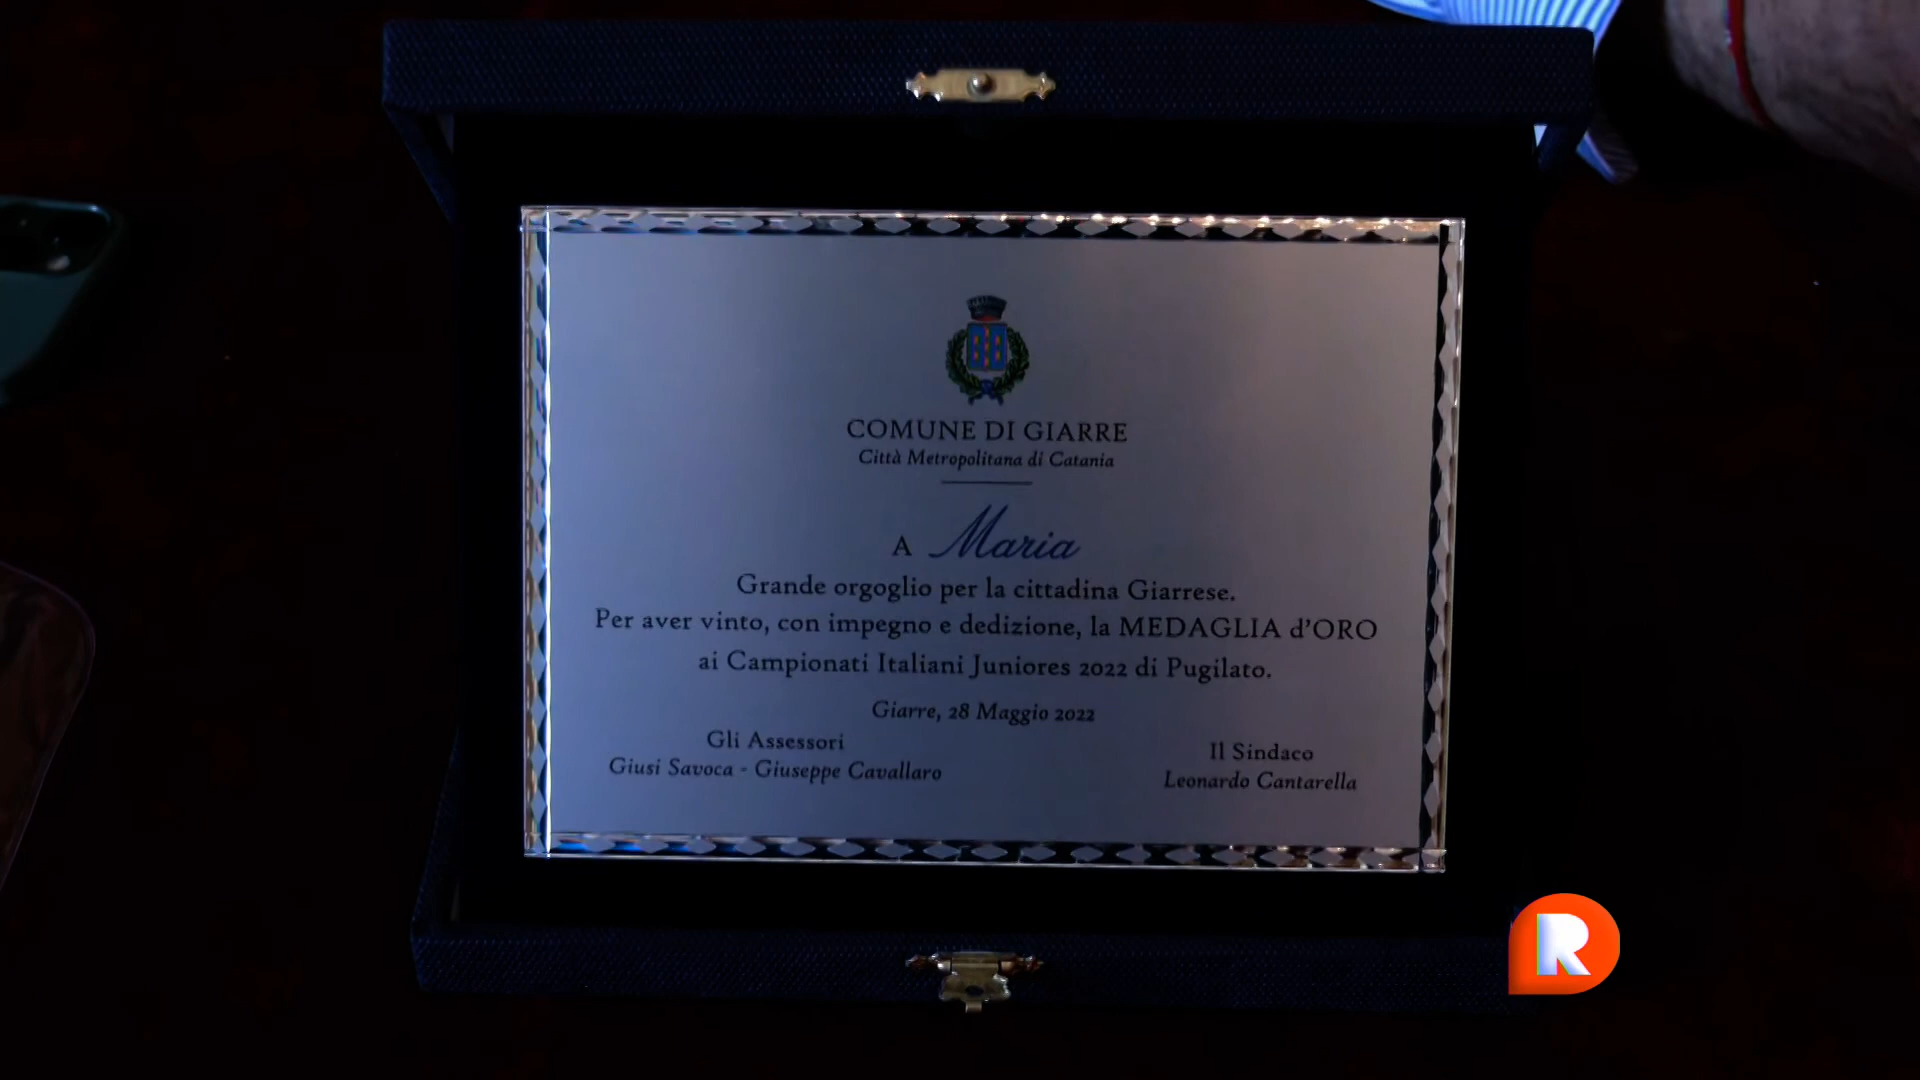 COMUNE DI GIARRE
Città Metropolitana di Catania
A Maria
Grande orgoglio per la cittadina Giarrese.
Per aver vinto, con impegno e dedizione, la MEDAGLIA d'ORO
ai Campionati Italiani Juniores 2022 di Pugilato.
Giarre, 28 Maggio 2022
Gli Assessori
Giusi Savoca - Giuseppe Cavallaro
Il Sindaco
Leonardo Cantarella
R